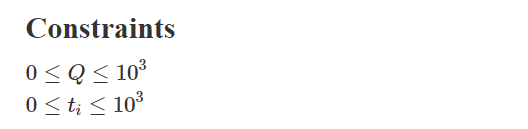 Constraints
0 ≤ Q ≤ 10³
0 ≤ tᵢ ≤ 10³